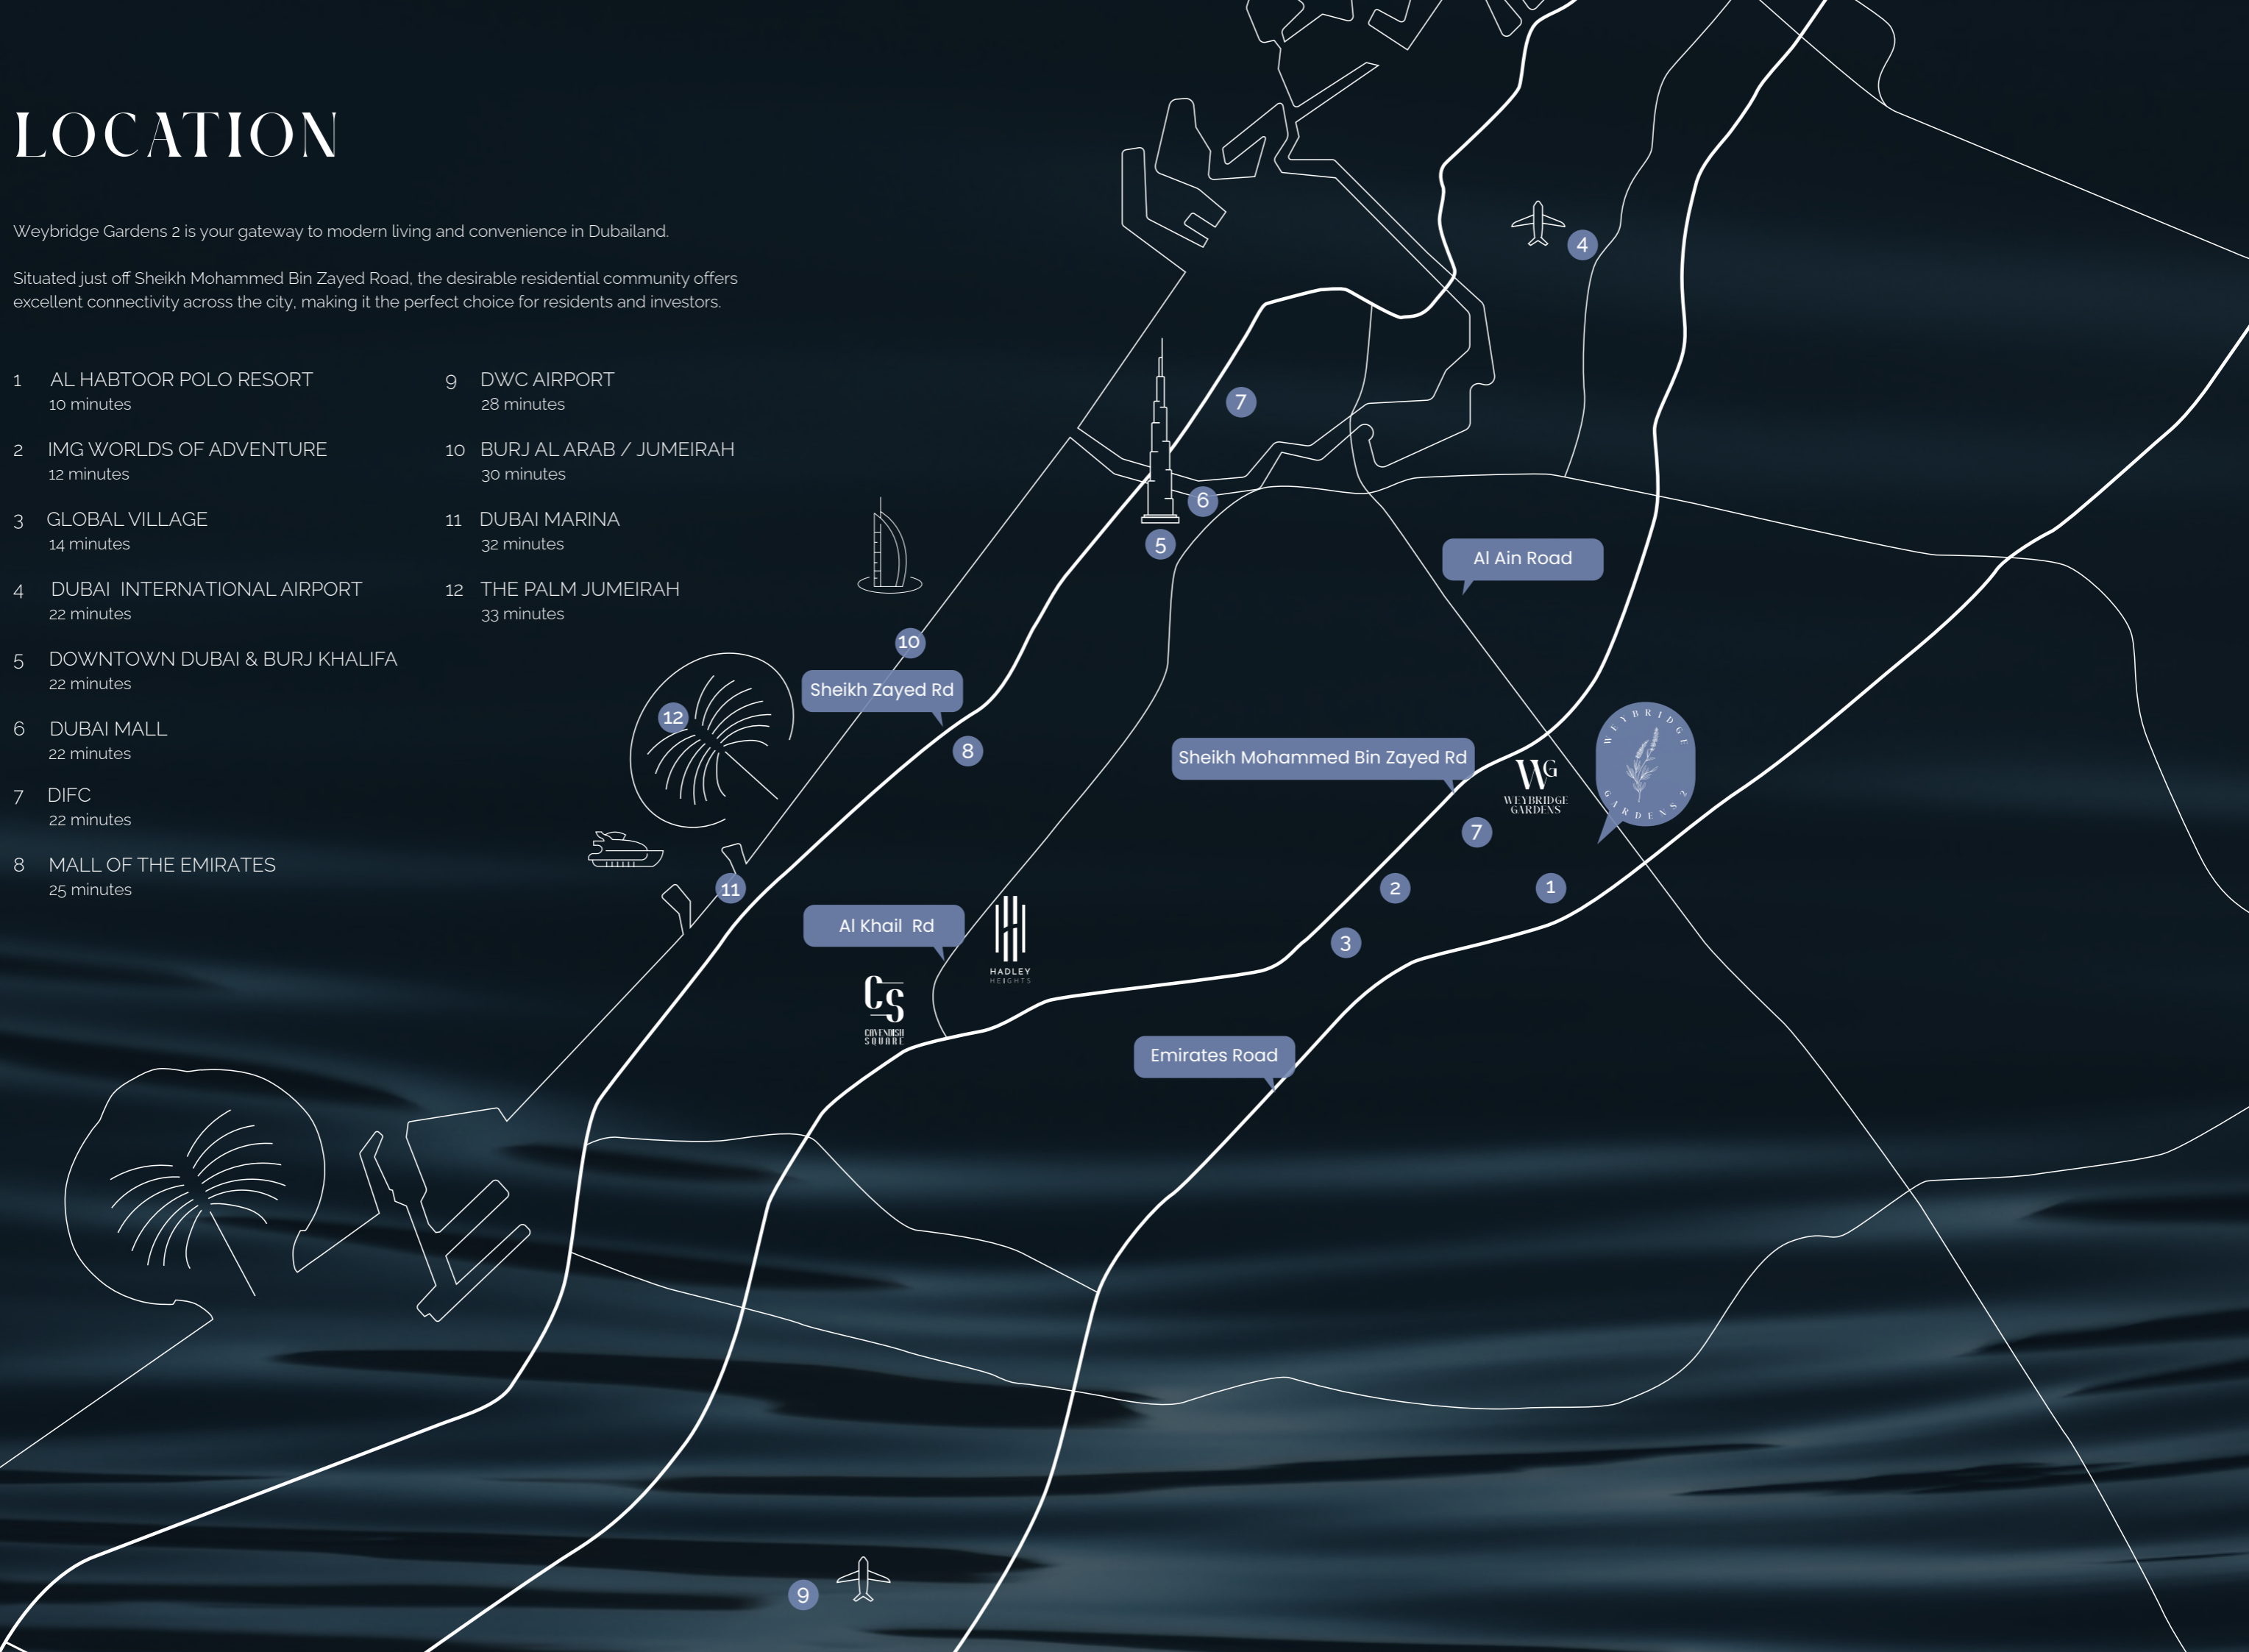 LOCATION
Weybridge Gardens 2 is your gateway to modern living and convenience in Dubailand.
Situated just off Sheikh Mohammed Bin Zayed Road, the desirable residential community offers
excellent connectivity across the city, making it the perfect choice for residents and investors.
1 AL HABTOOR POLO RESORT
10 minutes
2 IMG WORLDS OF ADVENTURE
12 minutes
3 GLOBAL VILLAGE
14 minutes
4 DUBAI INTERNATIONAL AIRPORT
22 minutes
5 DOWNTOWN DUBAI & BURJ KHALIFA
22 minutes
6 DUBAI MALL
22 minutes
7 DIFC
22 minutes
8 MALL OF THE EMIRATES
25 minutes
9 DWC AIRPORT
28 minutes
10 BURJ AL ARAB / JUMEIRAH
30 minutes
11 DUBAI MARINA
32 minutes
12 THE PALM JUMEIRAH
33 minutes
4
7
6
5
Al Ain Road
10
Sheikh Zayed Rd
12
8
Sheikh Mohammed Bin Zayed Rd
WG
WEYBRIDGE
GARDENS
WEYBRIDGE
GARDENS 2
7
11
2
1
Al Khail Rd
3
HADLEY
HEIGHTS
CS
CAVENDISH
SQUARE
Emirates Road
9